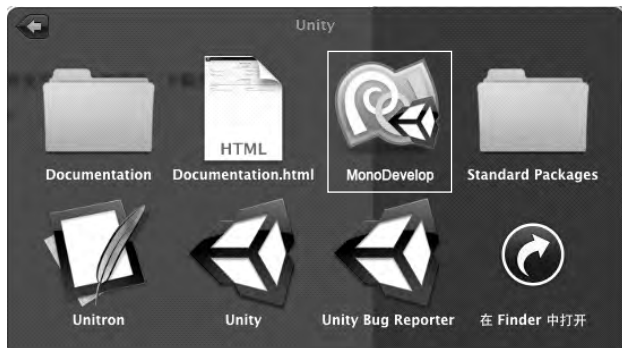 Unity
HTML
Documentation
Documentation.html
MonoDevelop
Standard Packages
Unitron
Unity
Unity Bug Reporter
在 Finder 中打开